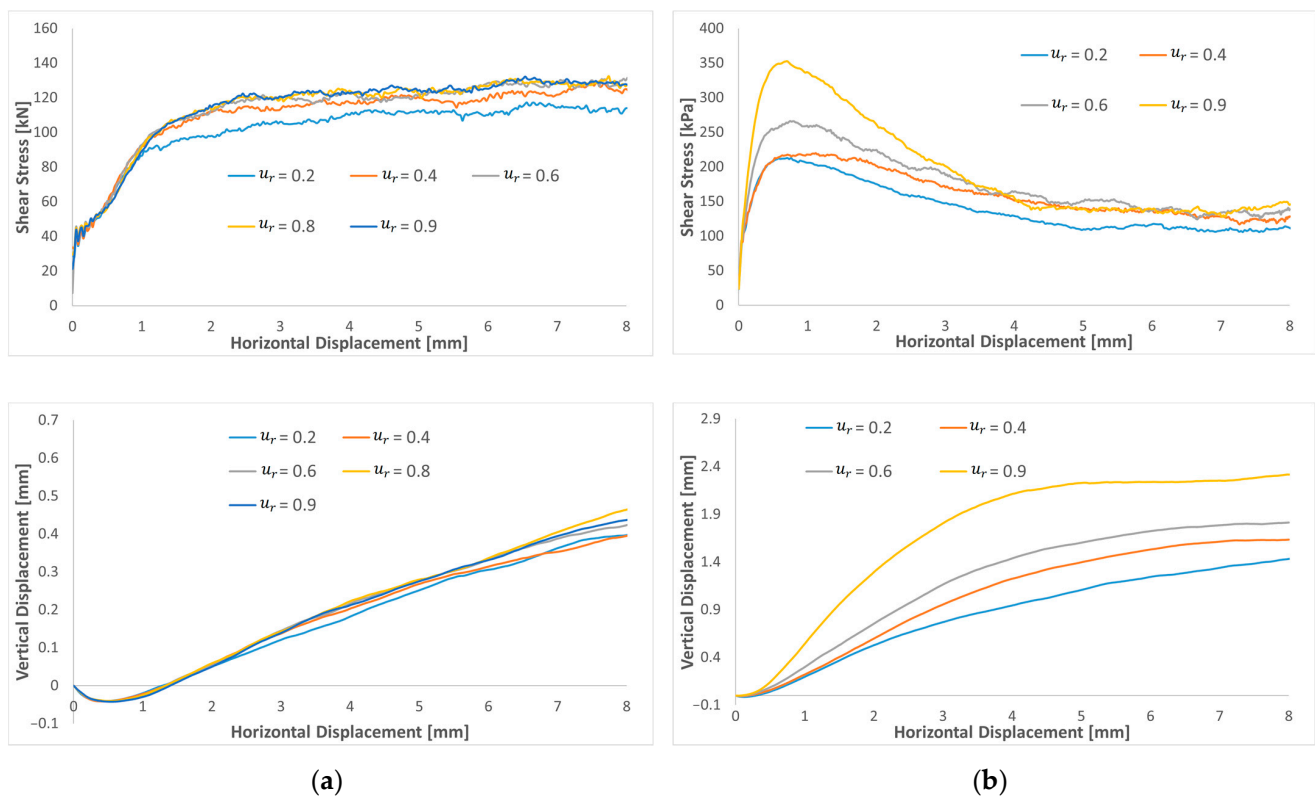 160
140
120
100
80
60
40
20
0
Shear Stress [kN]
u_r = 0.2 u_r = 0.4 u_r = 0.6
u_r = 0.8 u_r = 0.9
0 1 2 3 4 5 6 7 8
Horizontal Displacement [mm]
400
350
300
250
200
150
100
50
0
Shear Stress [kPa]
u_r = 0.2 u_r = 0.4
u_r = 0.6 u_r = 0.9
0 1 2 3 4 5 6 7 8
Horizontal Displacement [mm]
0.7
0.6
0.5
0.4
0.3
0.2
0.1
0
−0.1
Vertical Displacement [mm]
u_r = 0.2 u_r = 0.4
u_r = 0.6 u_r = 0.8
u_r = 0.9
0 1 2 3 4 5 6 7 8
Horizontal Displacement [mm]
2.9
2.4
1.9
1.4
0.9
0.4
−0.1
Vertical Displacement [mm]
u_r = 0.2 u_r = 0.4
u_r = 0.6 u_r = 0.9
0 1 2 3 4 5 6 7 8
Horizontal Displacement [mm]
(a) (b)